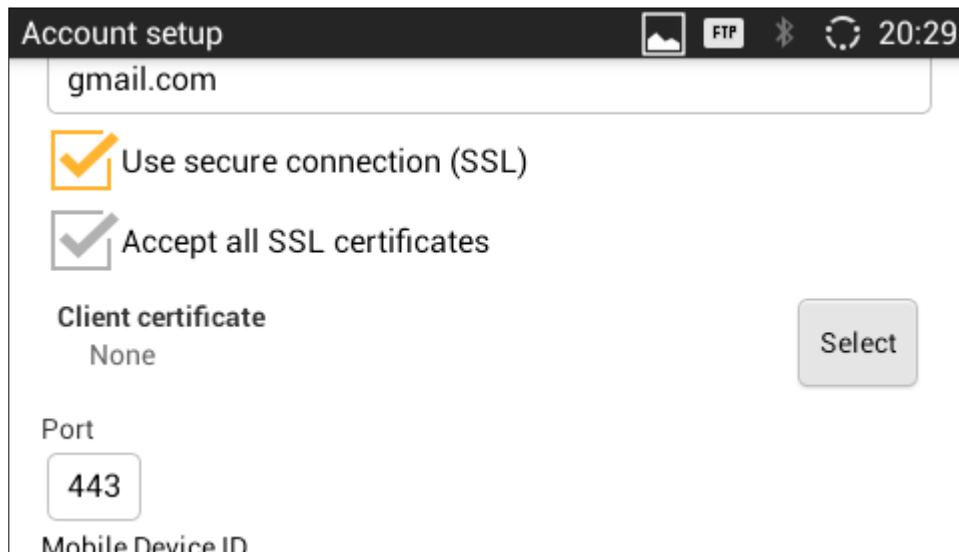 Account setup FTP 20:29
gmail.com
Use secure connection (SSL)
Accept all SSL certificates
Client certificate
None
Select
Port
443
Mobile Device ID